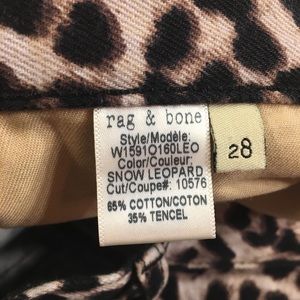 rag & bone
Style/Modèle:
W1591O160LEO
Color/Couleur:
SNOW LEOPARD
Cut/Coupe#: 10576
65% COTTON/COTON
35% TENCEL
28